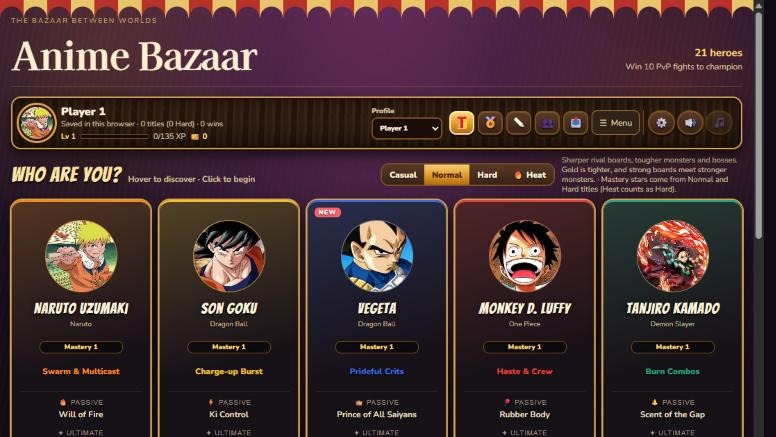 THE BAZAAR BETWEEN WORLDS
Anime Bazaar
21 heroes
Win 10 PvP fights to champion
Player 1
Saved in this browser · 0 titles (0 Hard) · 0 wins
Lv 1 0/135 XP 0
Profile
Player 1
T
☰ Menu
WHO ARE YOU? Hover to discover · Click to begin
Casual Normal Hard Heat
Sharper rival boards, tougher monsters and bosses.
Gold is tighter, and strong boards meet stronger
monsters. · Mastery stars come from Normal and
Hard titles (Heat counts as Hard).
NARUTO UZUMAKI
Naruto
Mastery 1
Swarm & Multicast
PASSIVE
Will of Fire
✦ ULTIMATE
SON GOKU
Dragon Ball
Mastery 1
Charge-up Burst
PASSIVE
Ki Control
✦ ULTIMATE
NEW
VEGETA
Dragon Ball
Mastery 1
Prideful Crits
PASSIVE
Prince of All Saiyans
✦ ULTIMATE
MONKEY D. LUFFY
One Piece
Mastery 1
Haste & Crew
PASSIVE
Rubber Body
✦ ULTIMATE
TANJIRO KAMADO
Demon Slayer
Mastery 1
Burn Combos
PASSIVE
Scent of the Gap
✦ ULTIMATE